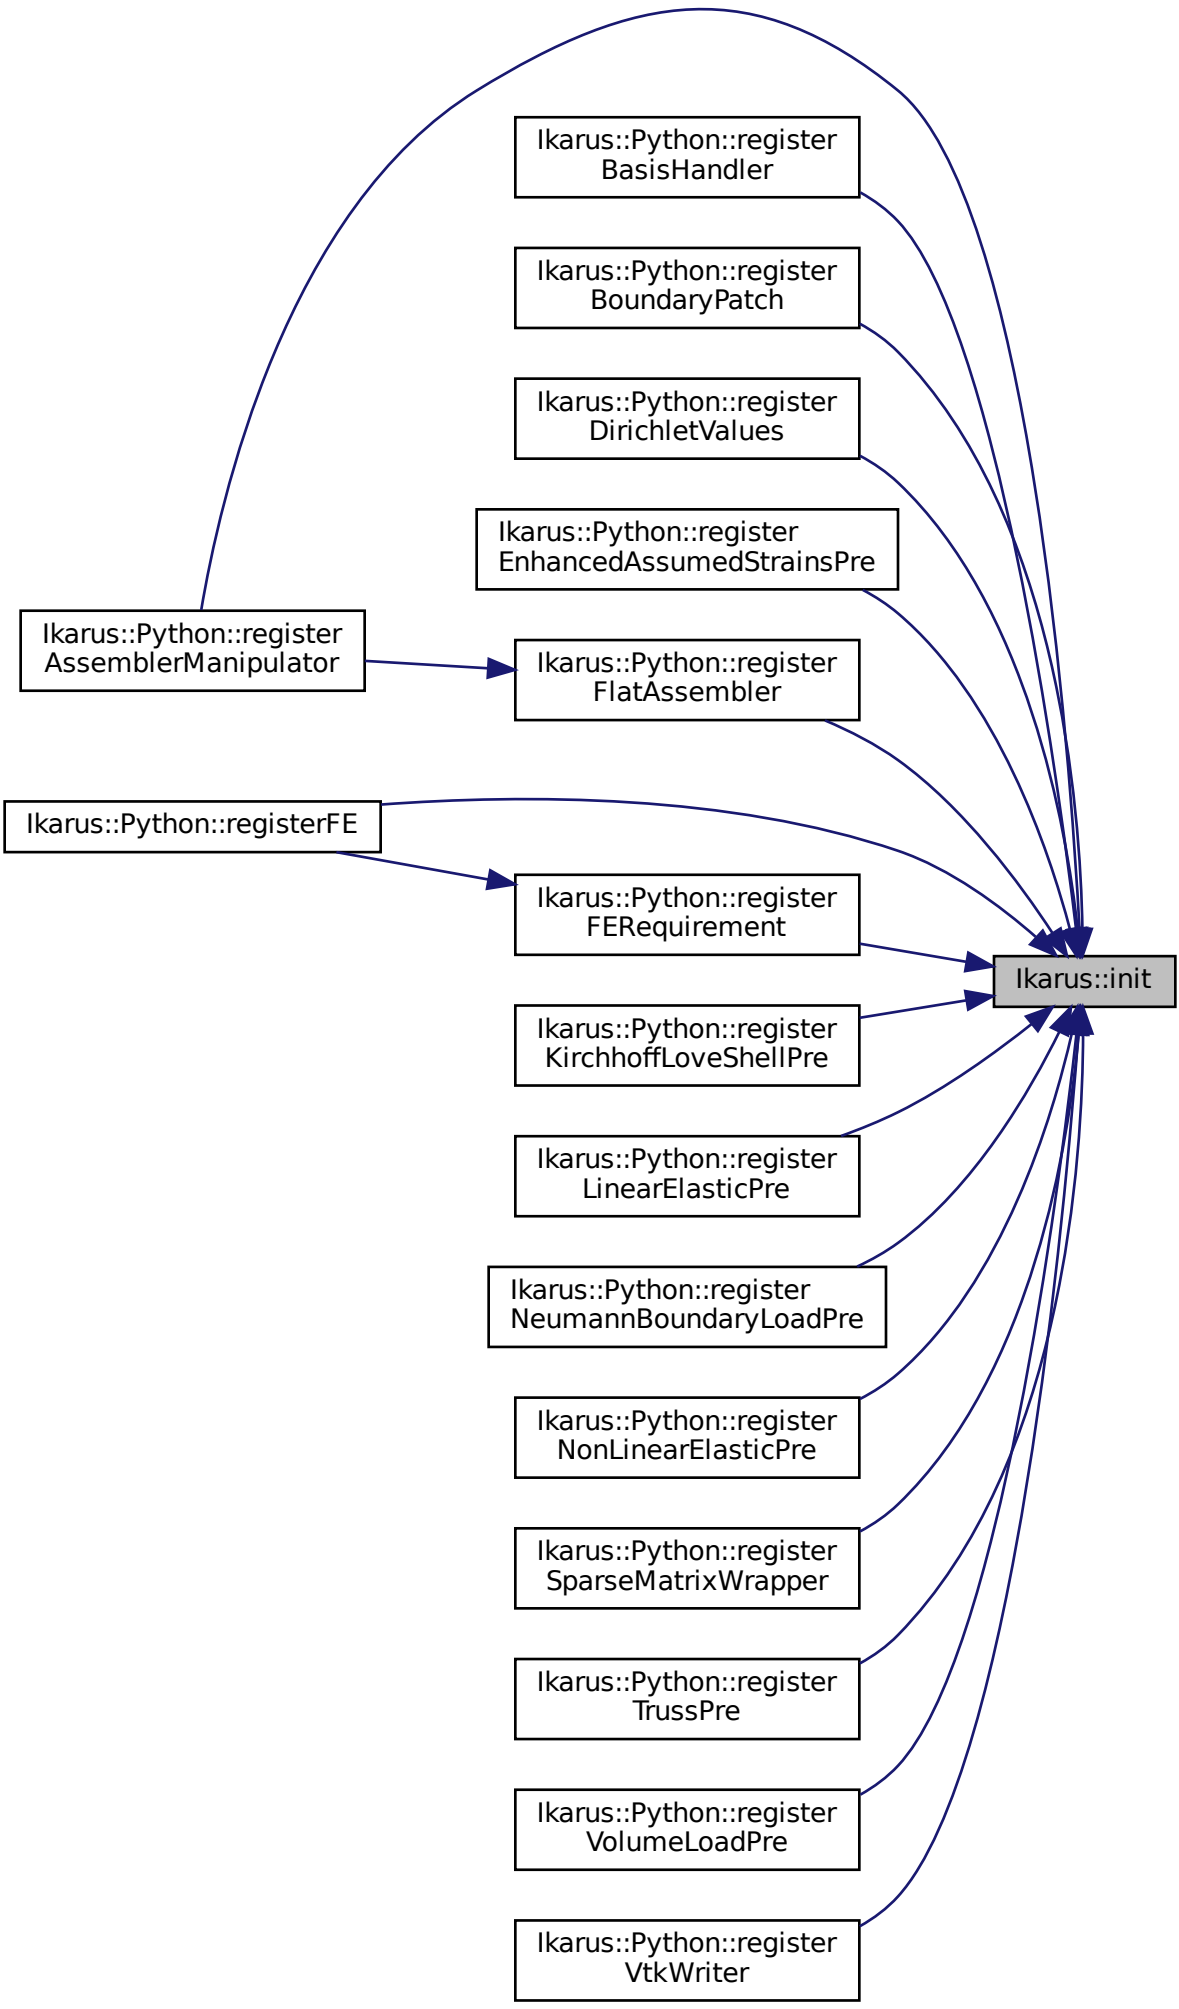 Ikarus::Python::register
BasisHandler
Ikarus::Python::register
BoundaryPatch
Ikarus::Python::register
DirichletValues
Ikarus::Python::register
EnhancedAssumedStrainsPre
Ikarus::Python::register
AssemblerManipulator
Ikarus::Python::register
FlatAssembler
Ikarus::Python::registerFE
Ikarus::Python::register
FERequirement
Ikarus::init
Ikarus::Python::register
KirchhoffLoveShellPre
Ikarus::Python::register
LinearElasticPre
Ikarus::Python::register
NeumannBoundaryLoadPre
Ikarus::Python::register
NonLinearElasticPre
Ikarus::Python::register
SparseMatrixWrapper
Ikarus::Python::register
TrussPre
Ikarus::Python::register
VolumeLoadPre
Ikarus::Python::register
VtkWriter